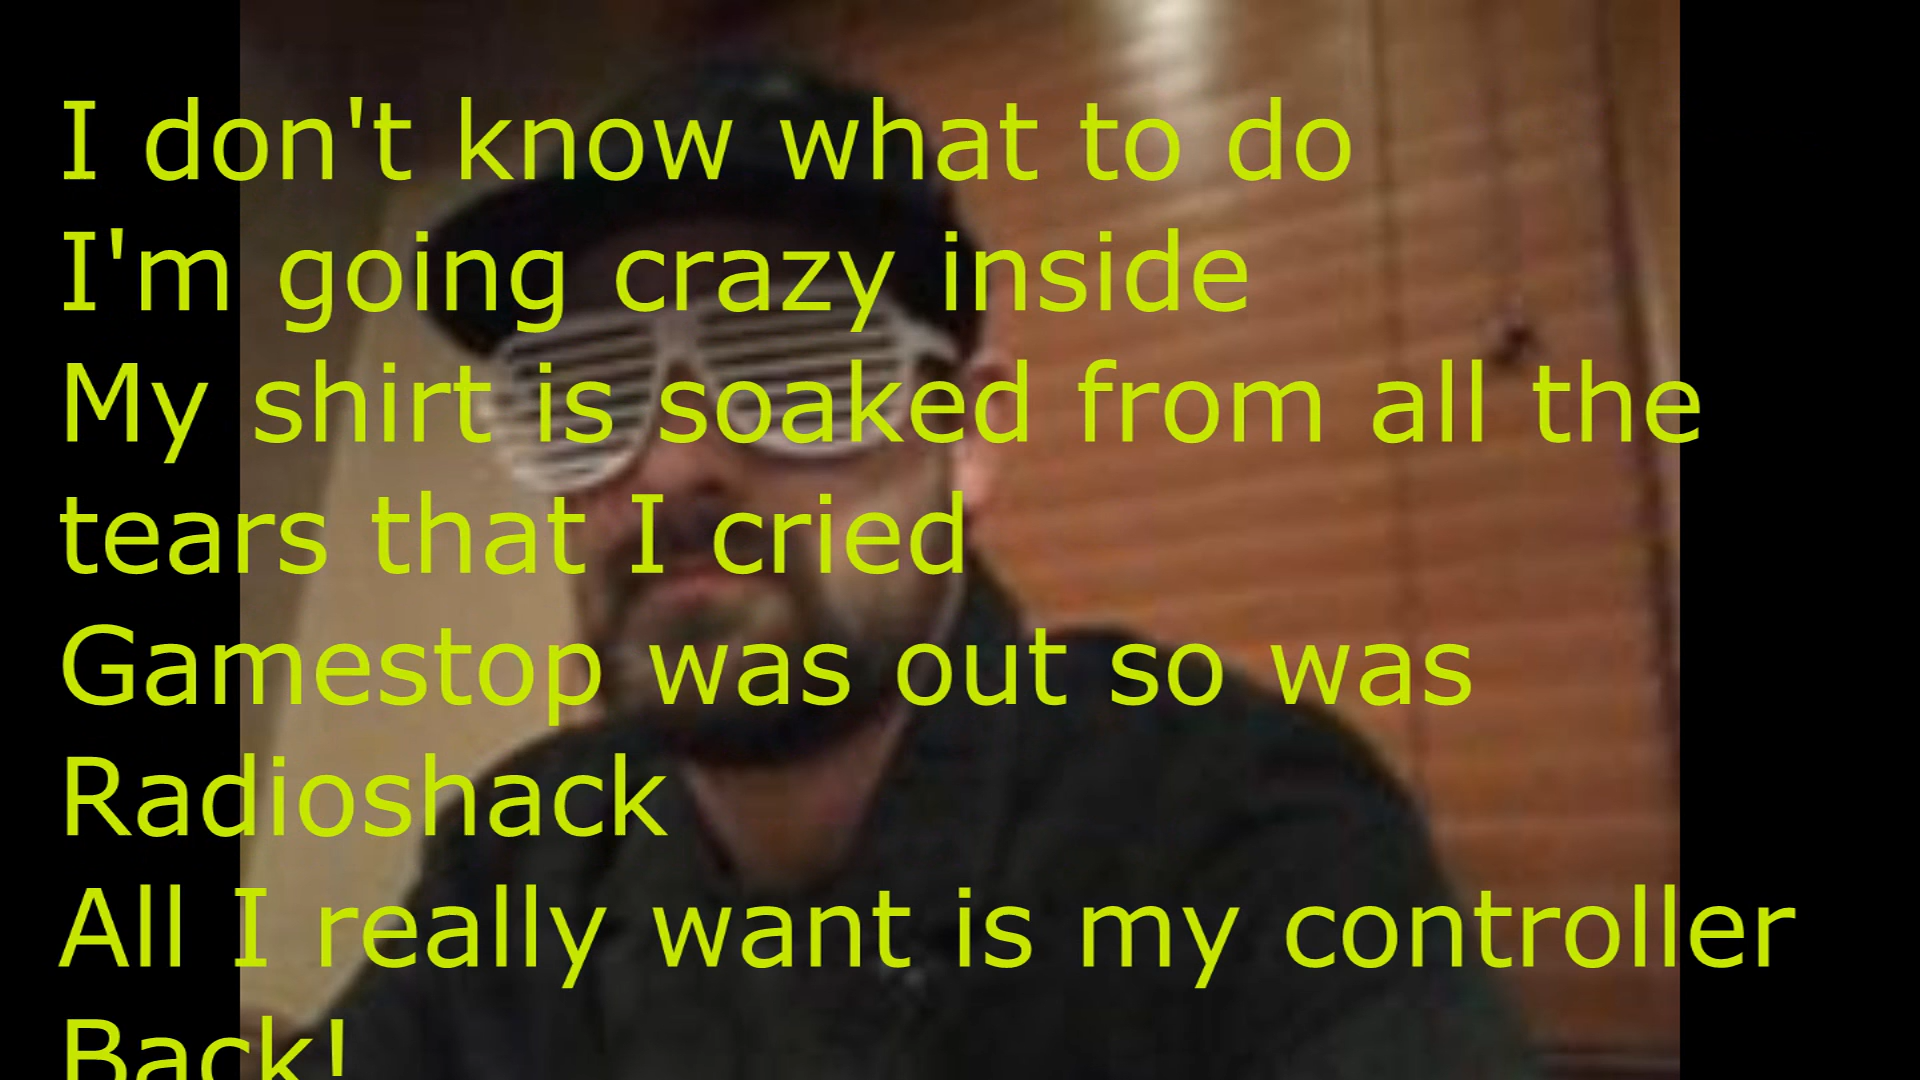 I don't know what to do
I'm going crazy inside
My shirt is soaked from all the
tears that I cried
Gamestop was out so was
Radioshack
All I really want is my controller
Back!